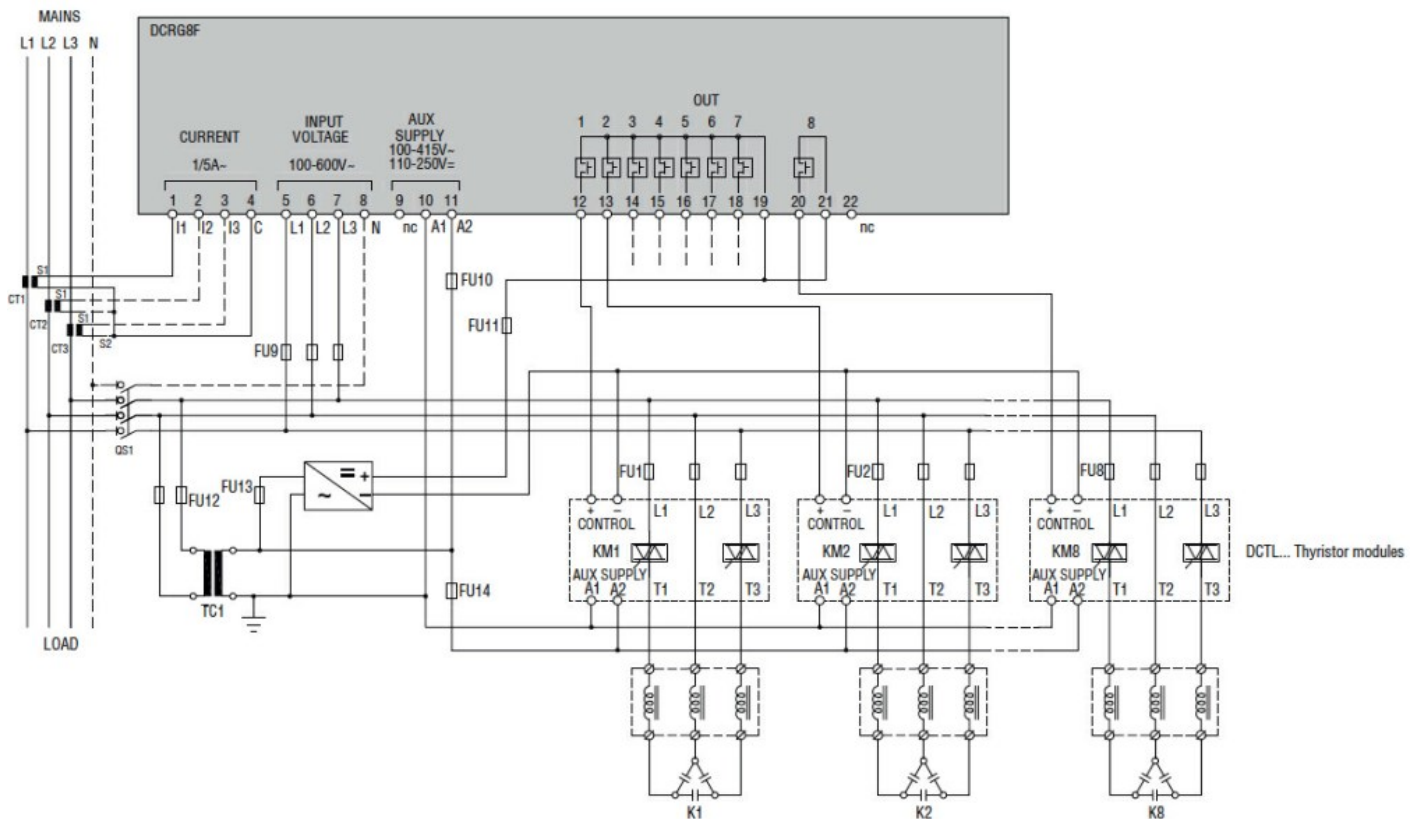 MAINS
L1 L2 L3 N
DCRG8F
CURRENT
1/5A~
INPUT
VOLTAGE
100-600V~
AUX
SUPPLY
100-415V~
110-250V=
OUT
1 2 3 4 5 6 7 8
1 2 3 4 5 6 7 8 9 10 11 12 13 14 15 16 17 18 19 20 21 22
I1 I2 I3 C L1 L2 L3 N nc A1 A2 nc
S1
CT1
S1
CT2
S1
CT3
S2
FU10
FU11
FU9
QS1
FU12
FU13
= +
~ −
FU14
TC1
LOAD
FU1 FU2 FU8
+ − L1 L2 L3
CONTROL
KM1
AUX SUPPLY
A1 A2 T1 T2 T3
+ − L1 L2 L3
CONTROL
KM2
AUX SUPPLY
A1 A2 T1 T2 T3
+ − L1 L2 L3
CONTROL
KM8
AUX SUPPLY
A1 A2 T1 T2 T3
DCTL... Thyristor modules
K1 K2 K8